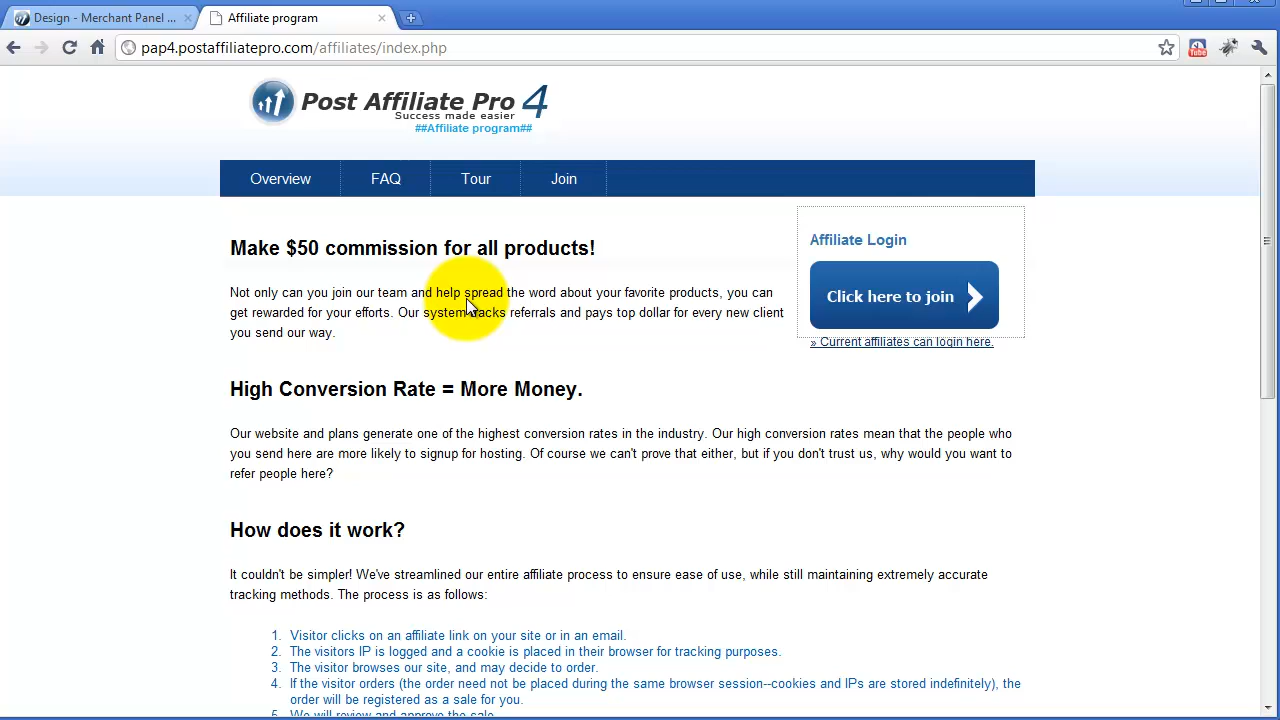 Design - Merchant Panel ...
Affiliate program
pap4.postaffiliatepro.com/affiliates/index.php
You Tube
Post Affiliate Pro 4
Success made easier
##Affiliate program##
Overview
FAQ
Tour
Join
Make $50 commission for all products!
Not only can you join our team and help spread the word about your favorite products, you can
get rewarded for your efforts. Our system tracks referrals and pays top dollar for every new client
you send our way.
Affiliate Login
Click here to join
» Current affiliates can login here.
High Conversion Rate = More Money.
Our website and plans generate one of the highest conversion rates in the industry. Our high conversion rates mean that the people who
you send here are more likely to signup for hosting. Of course we can't prove that either, but if you don't trust us, why would you want to
refer people here?
How does it work?
It couldn't be simpler! We've streamlined our entire affiliate process to ensure ease of use, while still maintaining extremely accurate
tracking methods. The process is as follows:
1. Visitor clicks on an affiliate link on your site or in an email.
2. The visitors IP is logged and a cookie is placed in their browser for tracking purposes.
3. The visitor browses our site, and may decide to order.
4. If the visitor orders (the order need not be placed during the same browser session--cookies and IPs are stored indefinitely), the
order will be registered as a sale for you.
5. We will review and approve the sale.